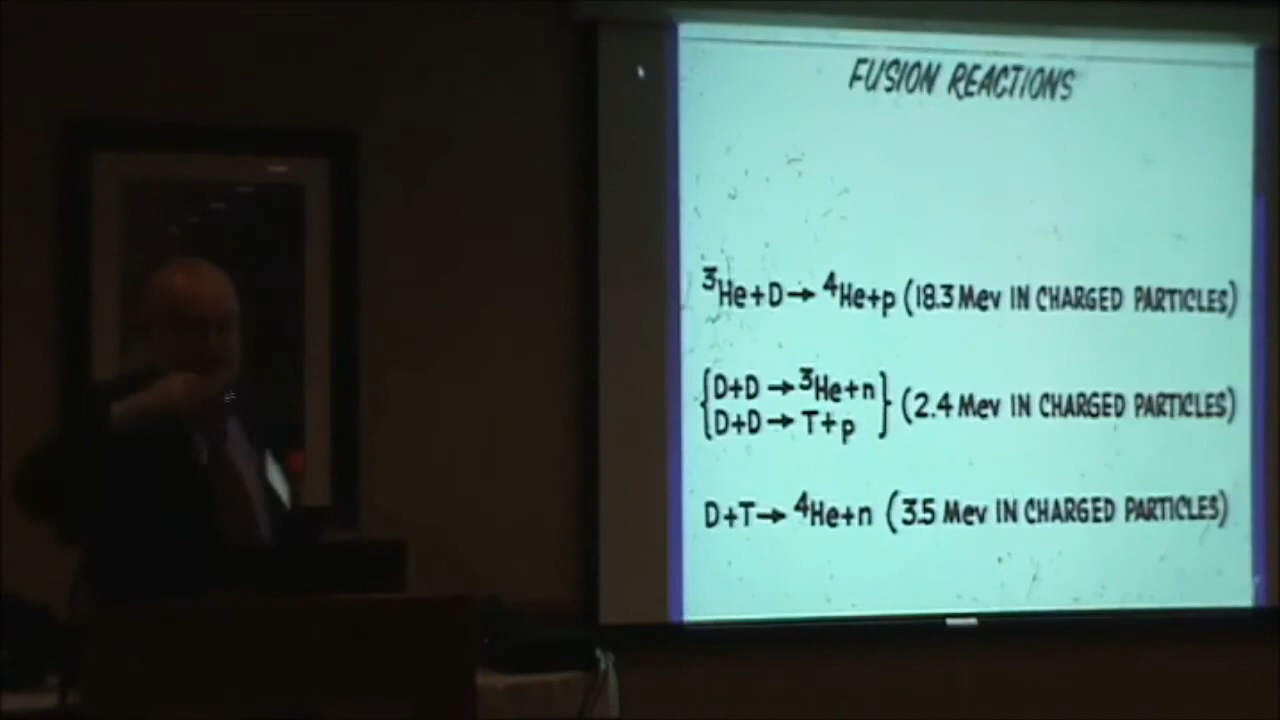 FUSION REACTIONS
³He+D→ ⁴He+p (18.3 Mev IN CHARGED PARTICLES)
{D+D →³He+n} (2.4 Mev IN CHARGED PARTICLES)
{D+D→ T+p}
D+T→ ⁴He+n (3.5 Mev IN CHARGED PARTICLES)